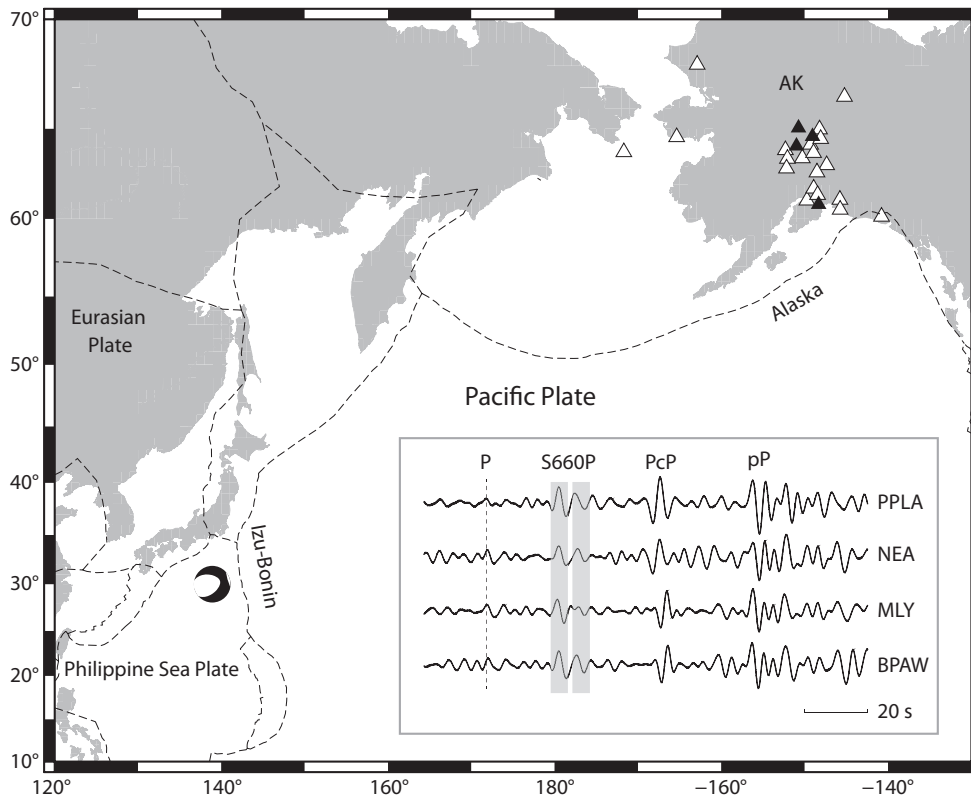 70°
60°
50°
40°
30°
20°
10°
120°
140°
160°
180°
−160°
−140°
AK
Eurasian
Plate
Alaska
Pacific Plate
Izu-Bonin
Philippine Sea Plate
P
S660P
PcP
pP
PPLA
NEA
MLY
BPAW
20 s